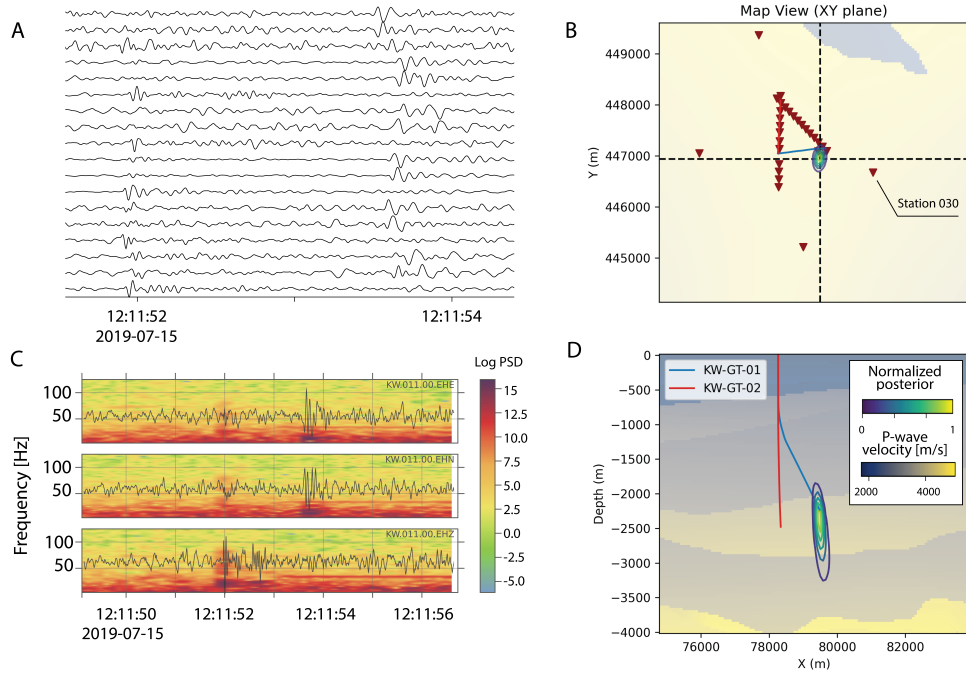 A
12:11:52
12:11:54
2019-07-15
B
Map View (XY plane)
Y (m)
449000
448000
447000
446000
445000
Station 030
C
Log PSD
Frequency [Hz]
100
50
KW.011.00.EHE
100
50
KW.011.00.EHN
100
50
KW.011.00.EHZ
15
12.5
10.0
7.5
5.0
2.5
0.0
−2.5
−5.0
12:11:50
12:11:52
12:11:54
12:11:56
2019-07-15
D
Depth (m)
0
−500
−1000
−1500
−2000
−2500
−3000
−3500
−4000
KW-GT-01
KW-GT-02
Normalized
posterior
0
1
P-wave
velocity [m/s]
2000
4000
76000
78000
80000
82000
X (m)